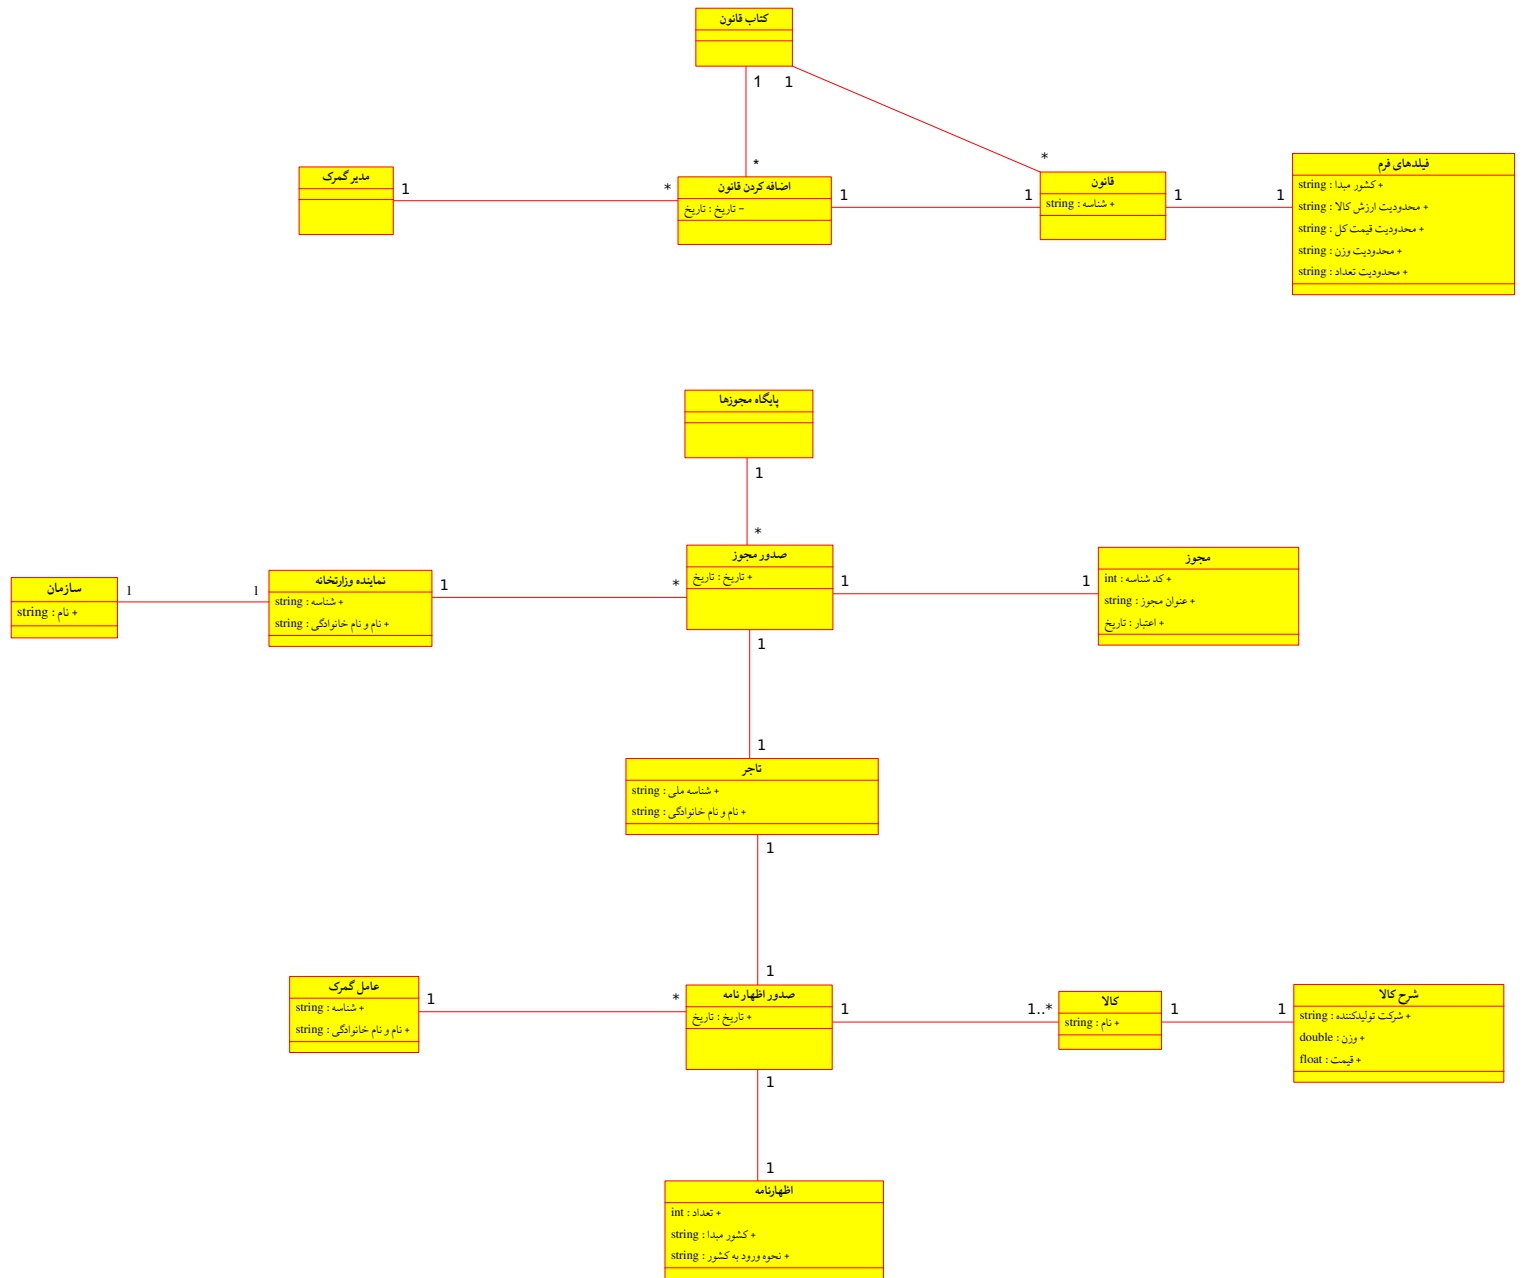 کتاب قانون
1
1
*
*
مدیر گمرک
1
*
اضافه کردن قانون
- تاریخ : تاریخ
1
1
قانون
+ شناسه : string
1
1
فیلدهای فرم
+ کشور مبدا : string
+ محدودیت ارزش کالا : string
+ محدودیت قیمت کل : string
+ محدودیت وزن : string
+ محدودیت تعداد : string
پایگاه مجوزها
1
*
سازمان
+ نام : string
1
1
نماینده وزارتخانه
+ شناسه : string
+ نام و نام خانوادگی : string
1
*
صدور مجوز
+ تاریخ : تاریخ
1
1
مجوز
+ کد شناسه : int
+ عنوان مجوز : string
+ اعتبار : تاریخ
1
1
تاجر
+ شناسه ملی : string
+ نام و نام خانوادگی : string
1
1
عامل گمرک
+ شناسه : string
+ نام و نام خانوادگی : string
1
*
صدور اظهار نامه
+ تاریخ : تاریخ
1
1..*
کالا
+ نام : string
1
1
شرح کالا
+ شرکت تولیدکننده : string
+ وزن : double
+ قیمت : float
1
1
اظهارنامه
+ تعداد : int
+ کشور مبدا : string
+ نحوه ورود به کشور : string